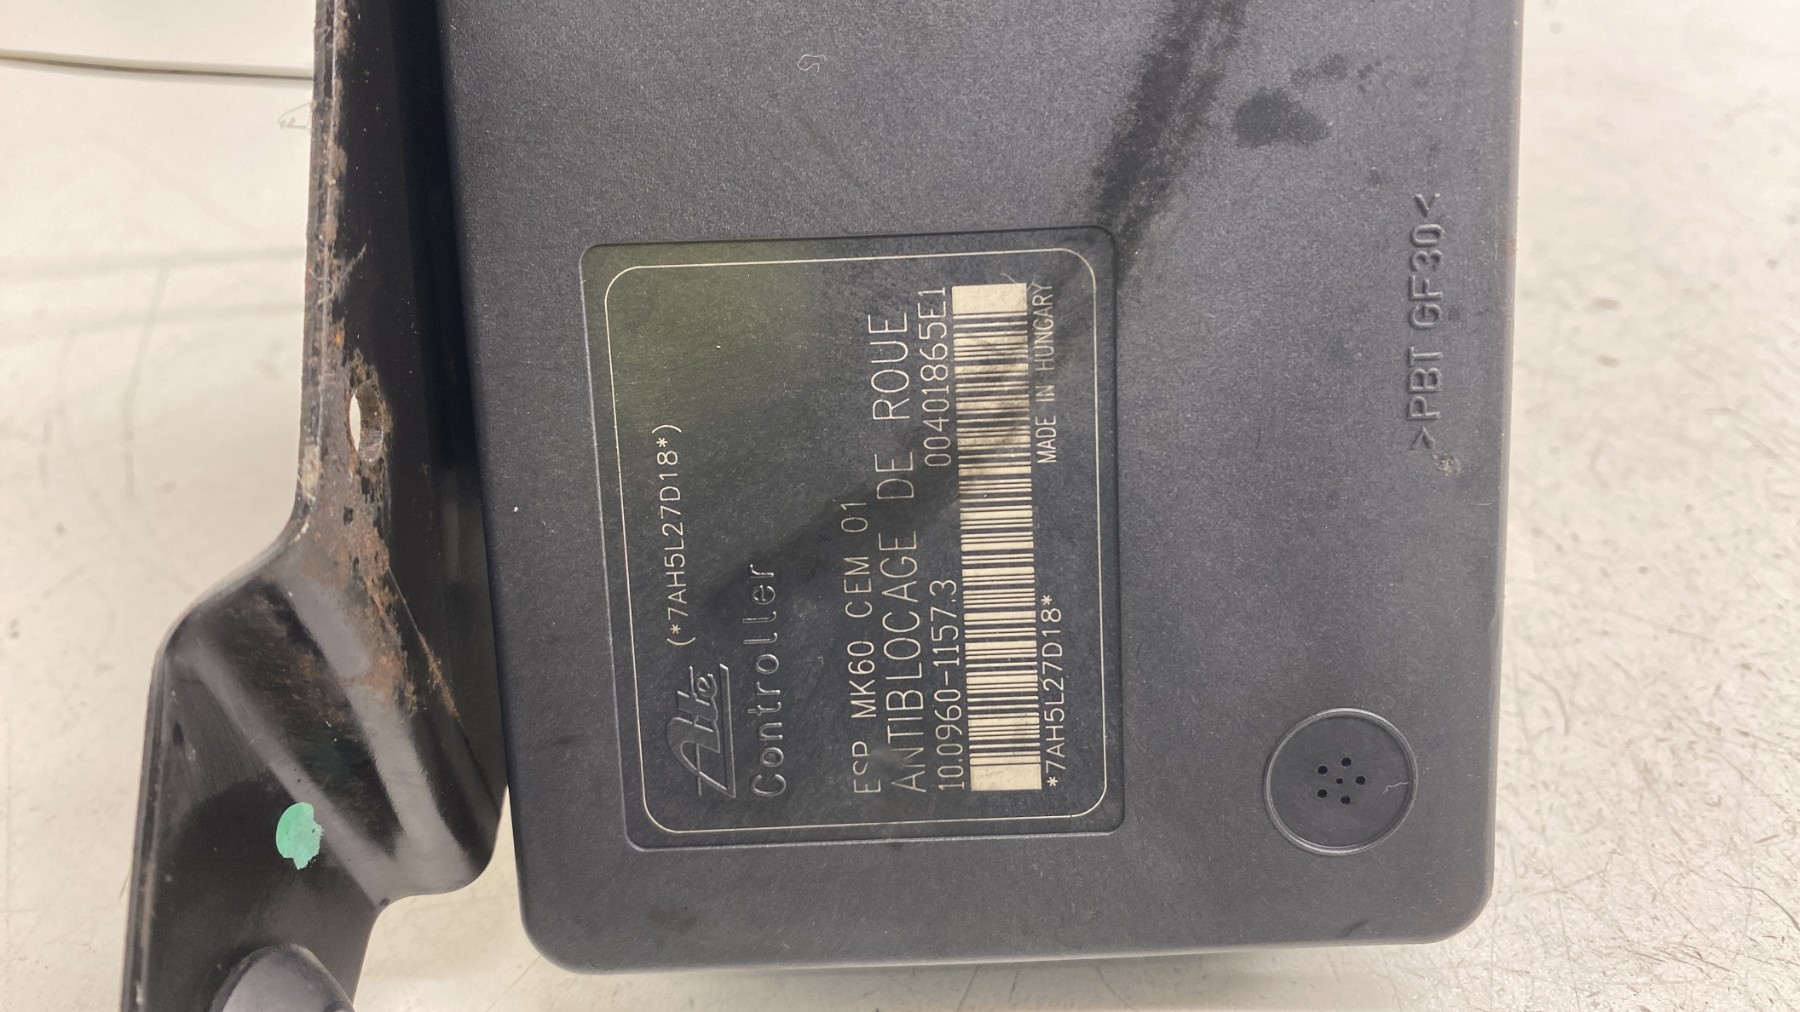 (*7AH5L27D18*)
Ate
Controller
ESP MK60 CEM 01
ANTIBLOCAGE DE ROUE
10.0960-1157.3 00401865E1
MADE IN HUNGARY
*7AH5L27D18*
>PBT GF30<